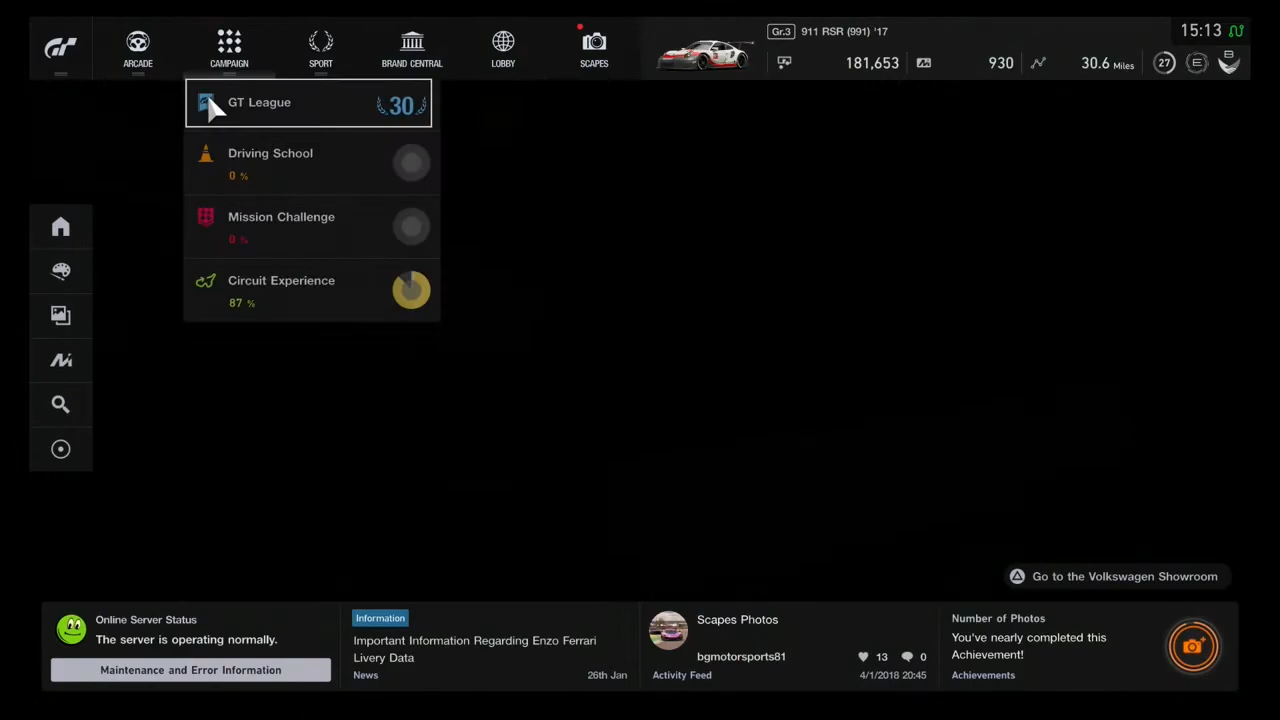 ARCADE
CAMPAIGN
SPORT
BRAND CENTRAL
LOBBY
SCAPES
Gr.3 911 RSR (991) '17
15:13
181,653
930
30.6 Miles
27
E
B
GT League
30
Driving School
0 %
Mission Challenge
0 %
Circuit Experience
87 %
Go to the Volkswagen Showroom
Online Server Status
The server is operating normally.
Maintenance and Error Information
Information
Important Information Regarding Enzo Ferrari
Livery Data
News
26th Jan
Scapes Photos
bgmotorsports81
13
0
Activity Feed
4/1/2018 20:45
Number of Photos
You've nearly completed this
Achievement!
Achievements